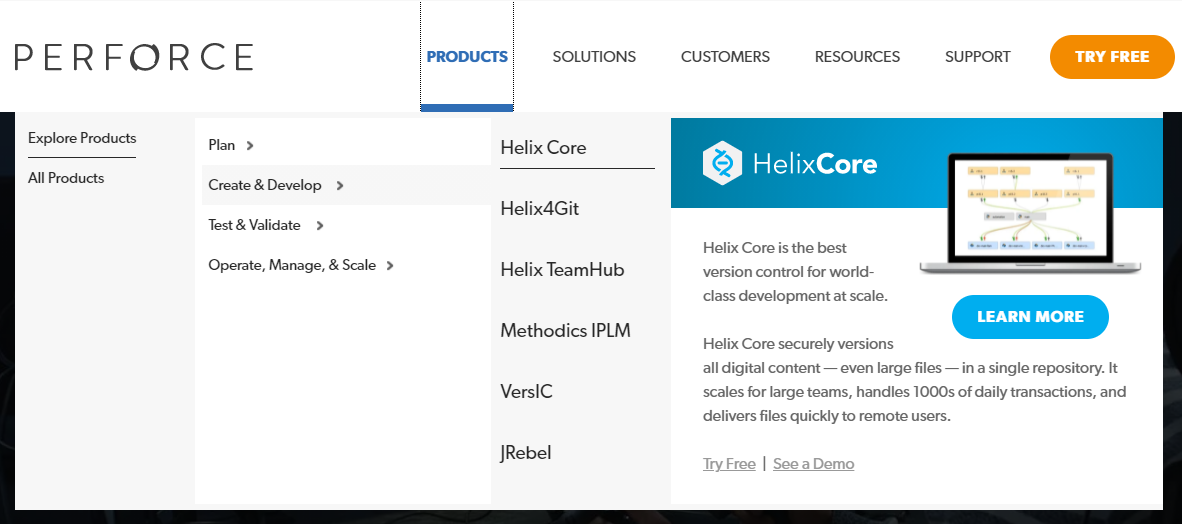 PERFORCE
PRODUCTS
SOLUTIONS
CUSTOMERS
RESOURCES
SUPPORT
TRY FREE
Explore Products
All Products
Plan
Create & Develop
Test & Validate
Operate, Manage, & Scale
Helix Core
Helix4Git
Helix TeamHub
Methodics IPLM
VersIC
JRebel
HelixCore
Helix Core is the best
version control for world-
class development at scale.
LEARN MORE
Helix Core securely versions
all digital content — even large files — in a single repository. It
scales for large teams, handles 1000s of daily transactions, and
delivers files quickly to remote users.
Try Free | See a Demo